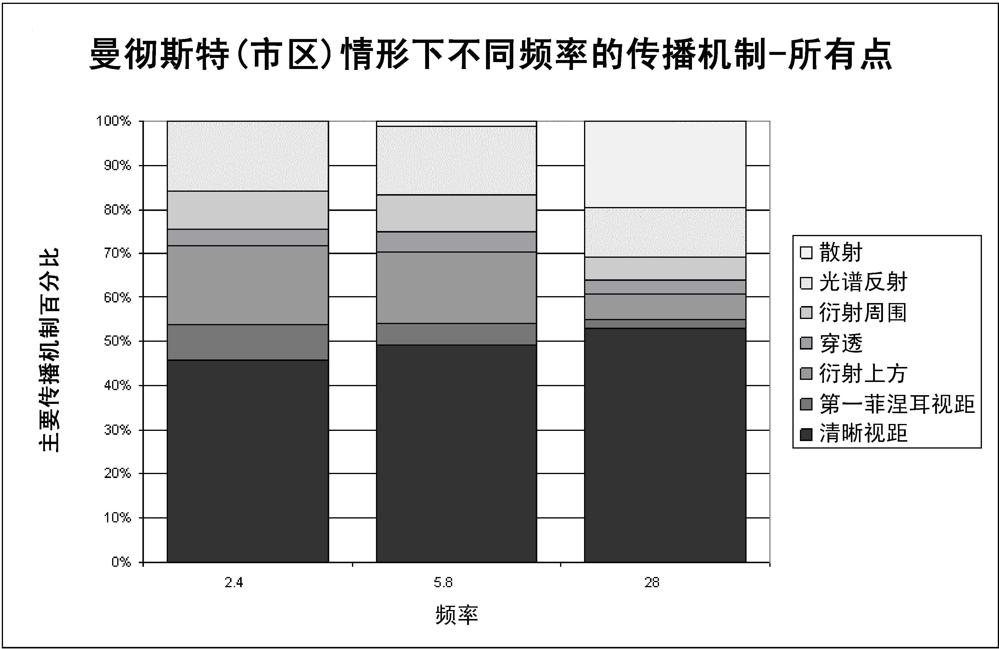 曼彻斯特(市区)情形下不同频率的传播机制-所有点
主要传播机制百分比
100%
90%
80%
70%
60%
50%
40%
30%
20%
10%
0%
2.4
5.8
28
频率
散射
光谱反射
衍射周围
穿透
衍射上方
第一菲涅耳视距
清晰视距